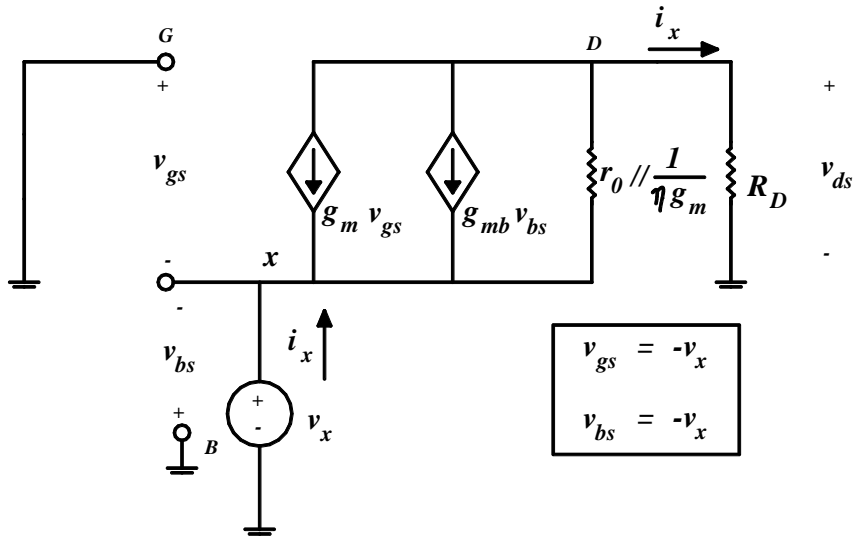 G
D
i_x
+
+
v_gs
g_m v_gs
g_mb v_bs
r_0 // 1/ηg_m
R_D
v_ds
-
-
x
-
v_bs
+
B
i_x
+
-
v_x
v_gs = -v_x
v_bs = -v_x